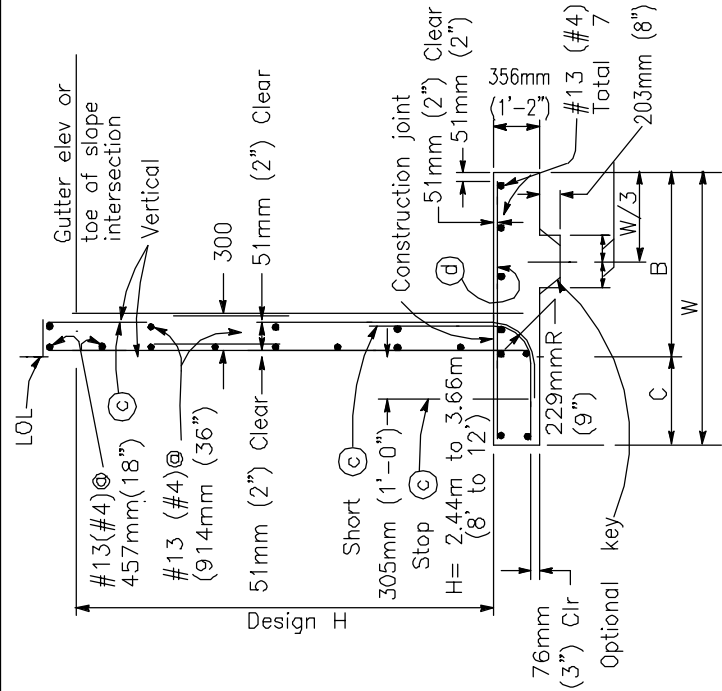 Gutter elev or
toe of slope
intersection
Vertical
300
51mm (2") Clear
LOL
c
#13(#4)@
457mm(18")
#13 (#4)@
(914mm (36")
51mm (2") Clear
Short c
305mm (1'-0")
Stop c
H= 2.44m to 3.66m
(8' to 12')
Design H
Construction joint
51mm (2") Clear
51mm (2")
356mm
(1'-2")
#13 (#4)
Total 7
203mm (8")
d
W/3
B
W
C
229mmR
(9")
76mm
(3") Clr
Optional key